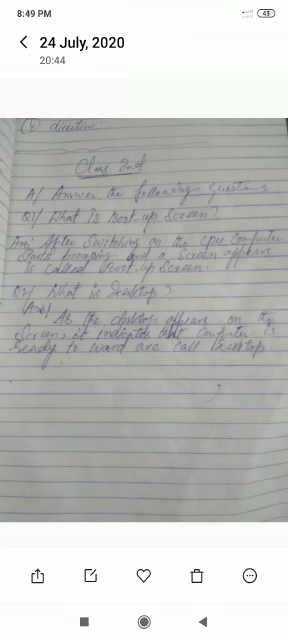 8:49 PM
43
24 July, 2020
20:44
(4) direction.
Class 2nd
A/ Answer the following questions
Q1/ What is Boot-up Screen?
Ans: After Switching on the computer
starts and a Screen appears
is called Boot-up Screen.
Q2/ What is Desktop?
Ans/
As the desktop appears on the
Screen, it indicates that Computer is
ready to are call Desktop.